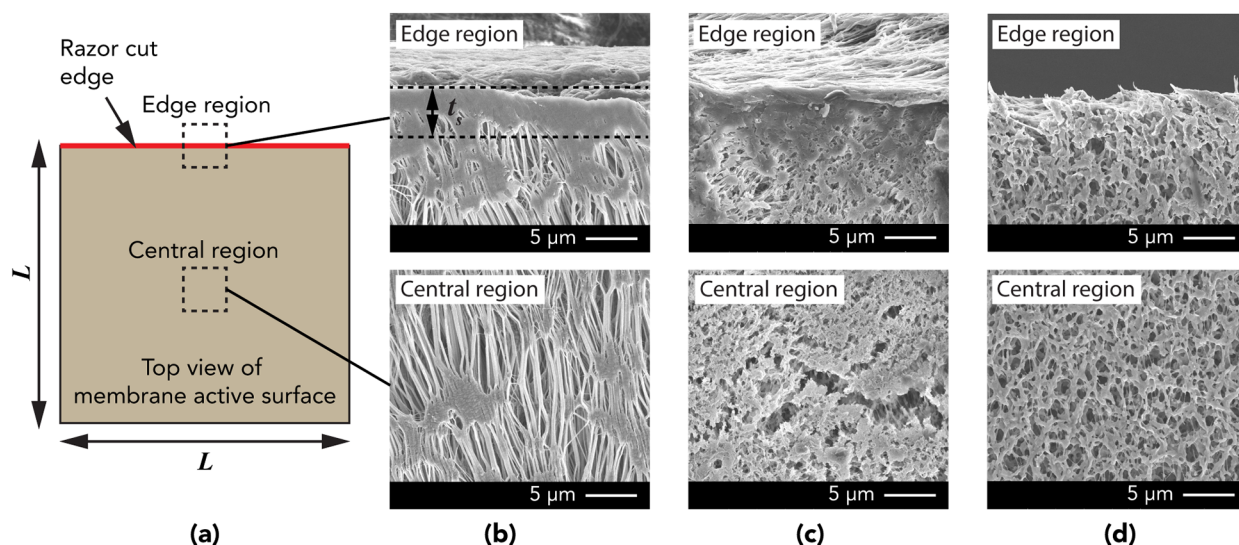 Razor cut
edge
Edge region
L
Central region
Top view of
membrane active surface
L
(a)
Edge region
tₛ
5 µm
Central region
5 µm
(b)
Edge region
5 µm
Central region
5 µm
(c)
Edge region
5 µm
Central region
5 µm
(d)